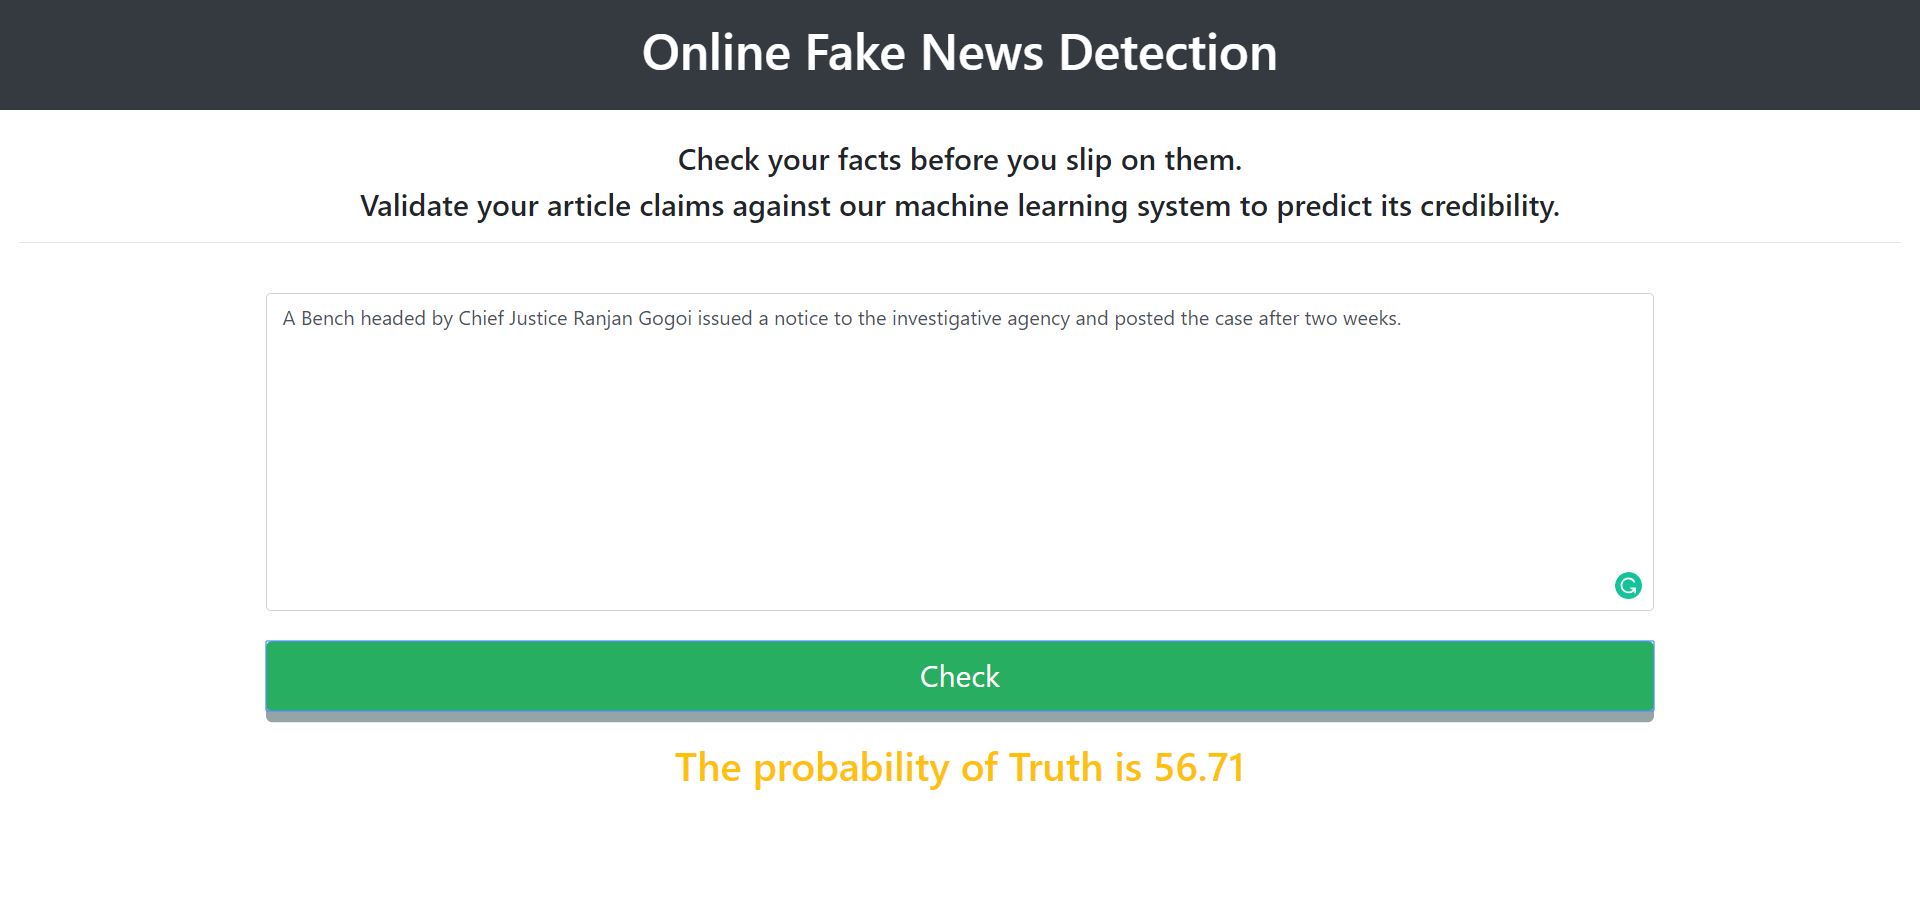 Online Fake News Detection
Check your facts before you slip on them.
Validate your article claims against our machine learning system to predict its credibility.
A Bench headed by Chief Justice Ranjan Gogoi issued a notice to the investigative agency and posted the case after two weeks.
Check
The probability of Truth is 56.71